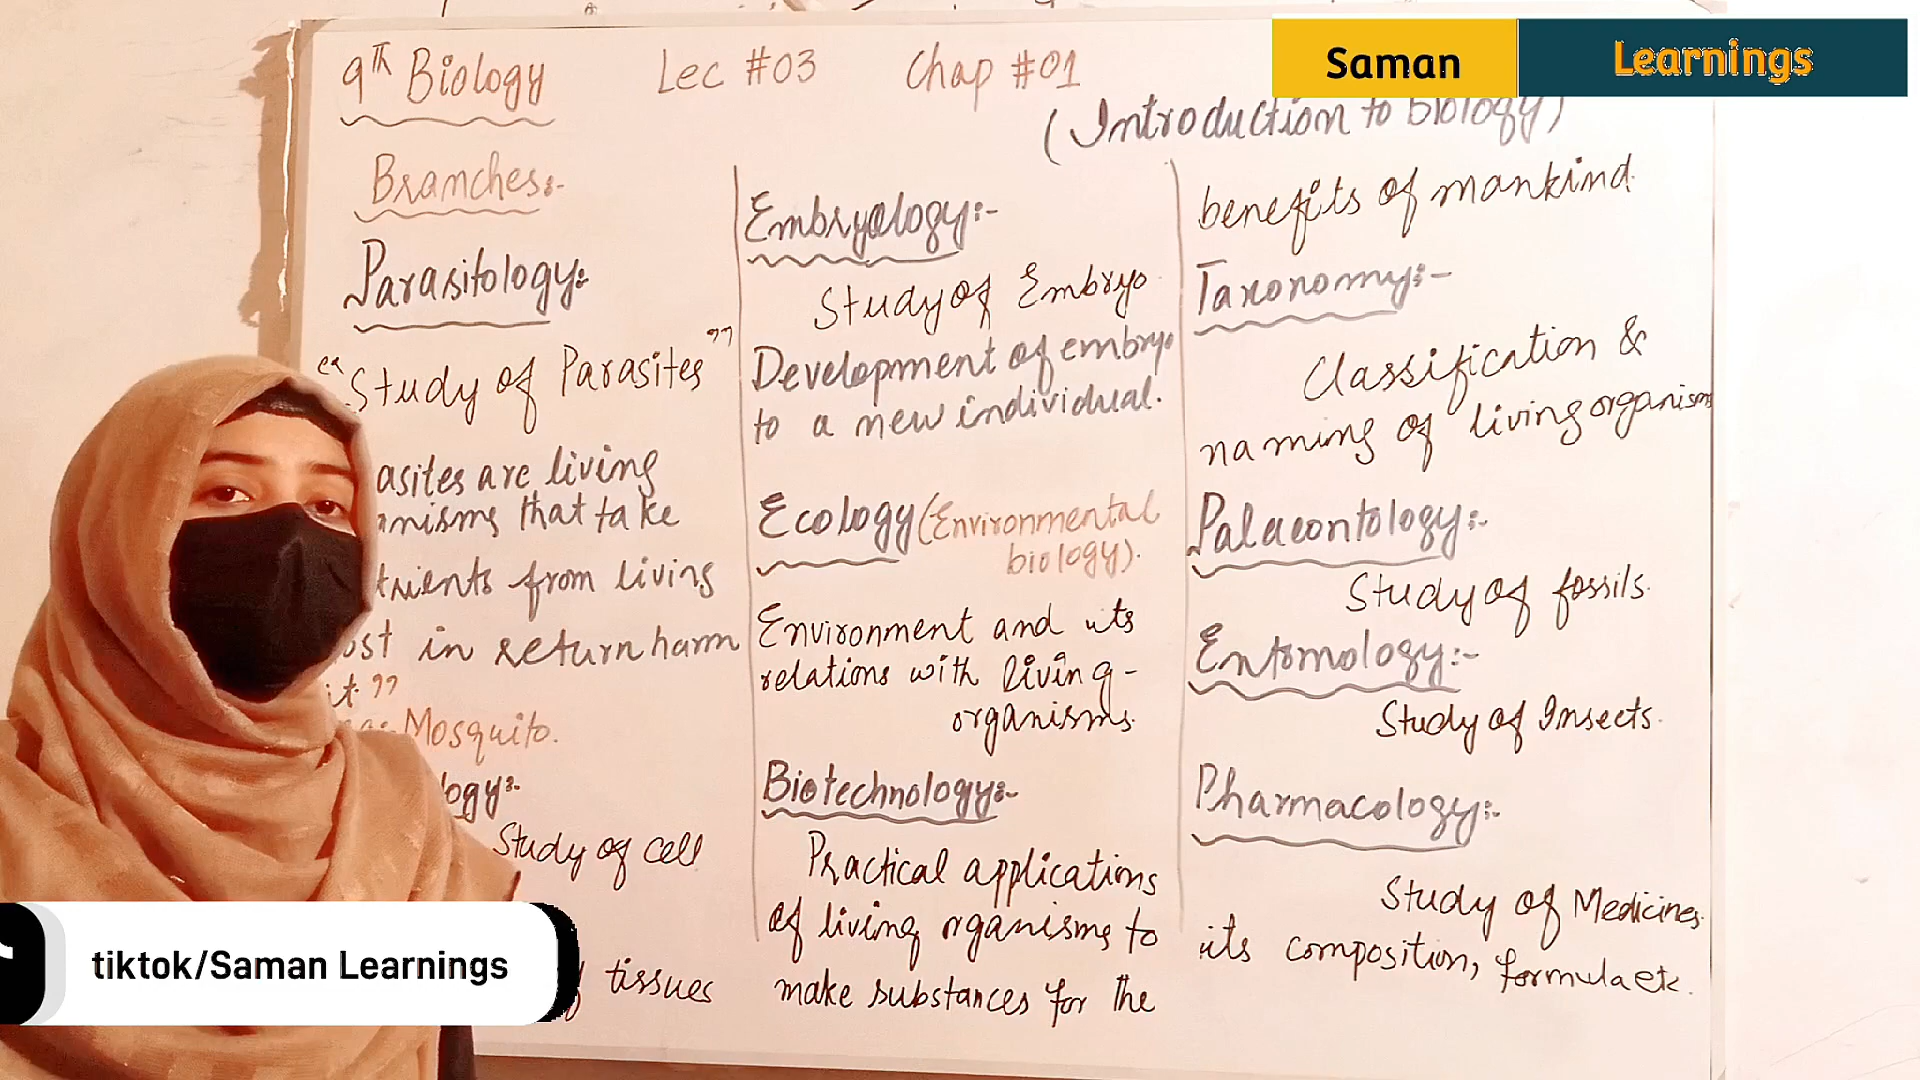 9th Biology Lec #03 Chap #01
(Introduction to Biology)
Saman Learnings
Branches:-
Parasitology:
"Study of Parasites"
asites are living
nisms that take
trients from living
ost in return harm
it."
Mosquito.
logy:-
Study of cell
tissues
Embryology:-
Study of Embryo
Development of embryo
to a new individual.
Ecology (Environmental
biology).
Environment and its
relations with living-
organisms.
Biotechnology:-
Practical applications
of living organisms to
make substances for the
benefits of mankind.
Taxonomy:-
Classification &
naming of living organism
Palaeontology:-
Study of fossils.
Entomology:-
Study of Insects.
Pharmacology:-
Study of Medicines,
its composition, formula etc.
tiktok/Saman Learnings